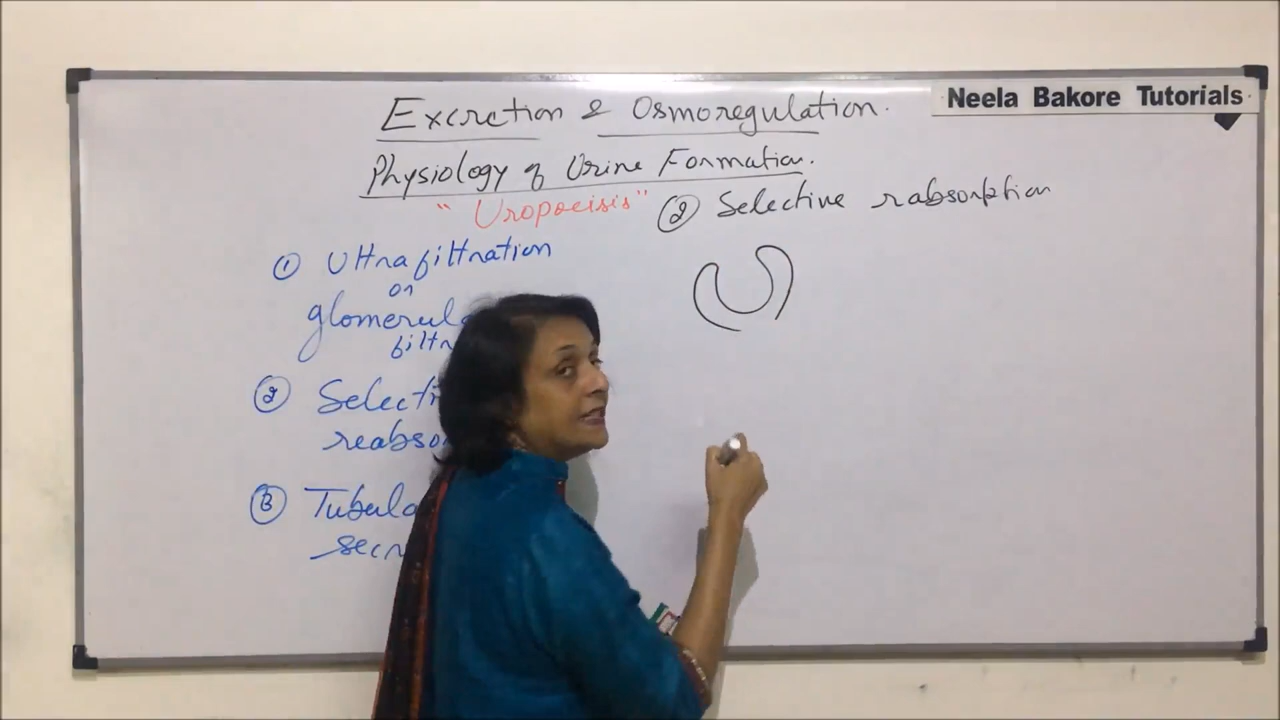 Neela Bakore Tutorials
Excretion & Osmoregulation.
Physiology of Urine Formation.
"Uropoeisis"
② Selective rabsorption
① Ultrafiltration
or
glomerul
filtr
② Selecti
reabso
③ Tubula
secr